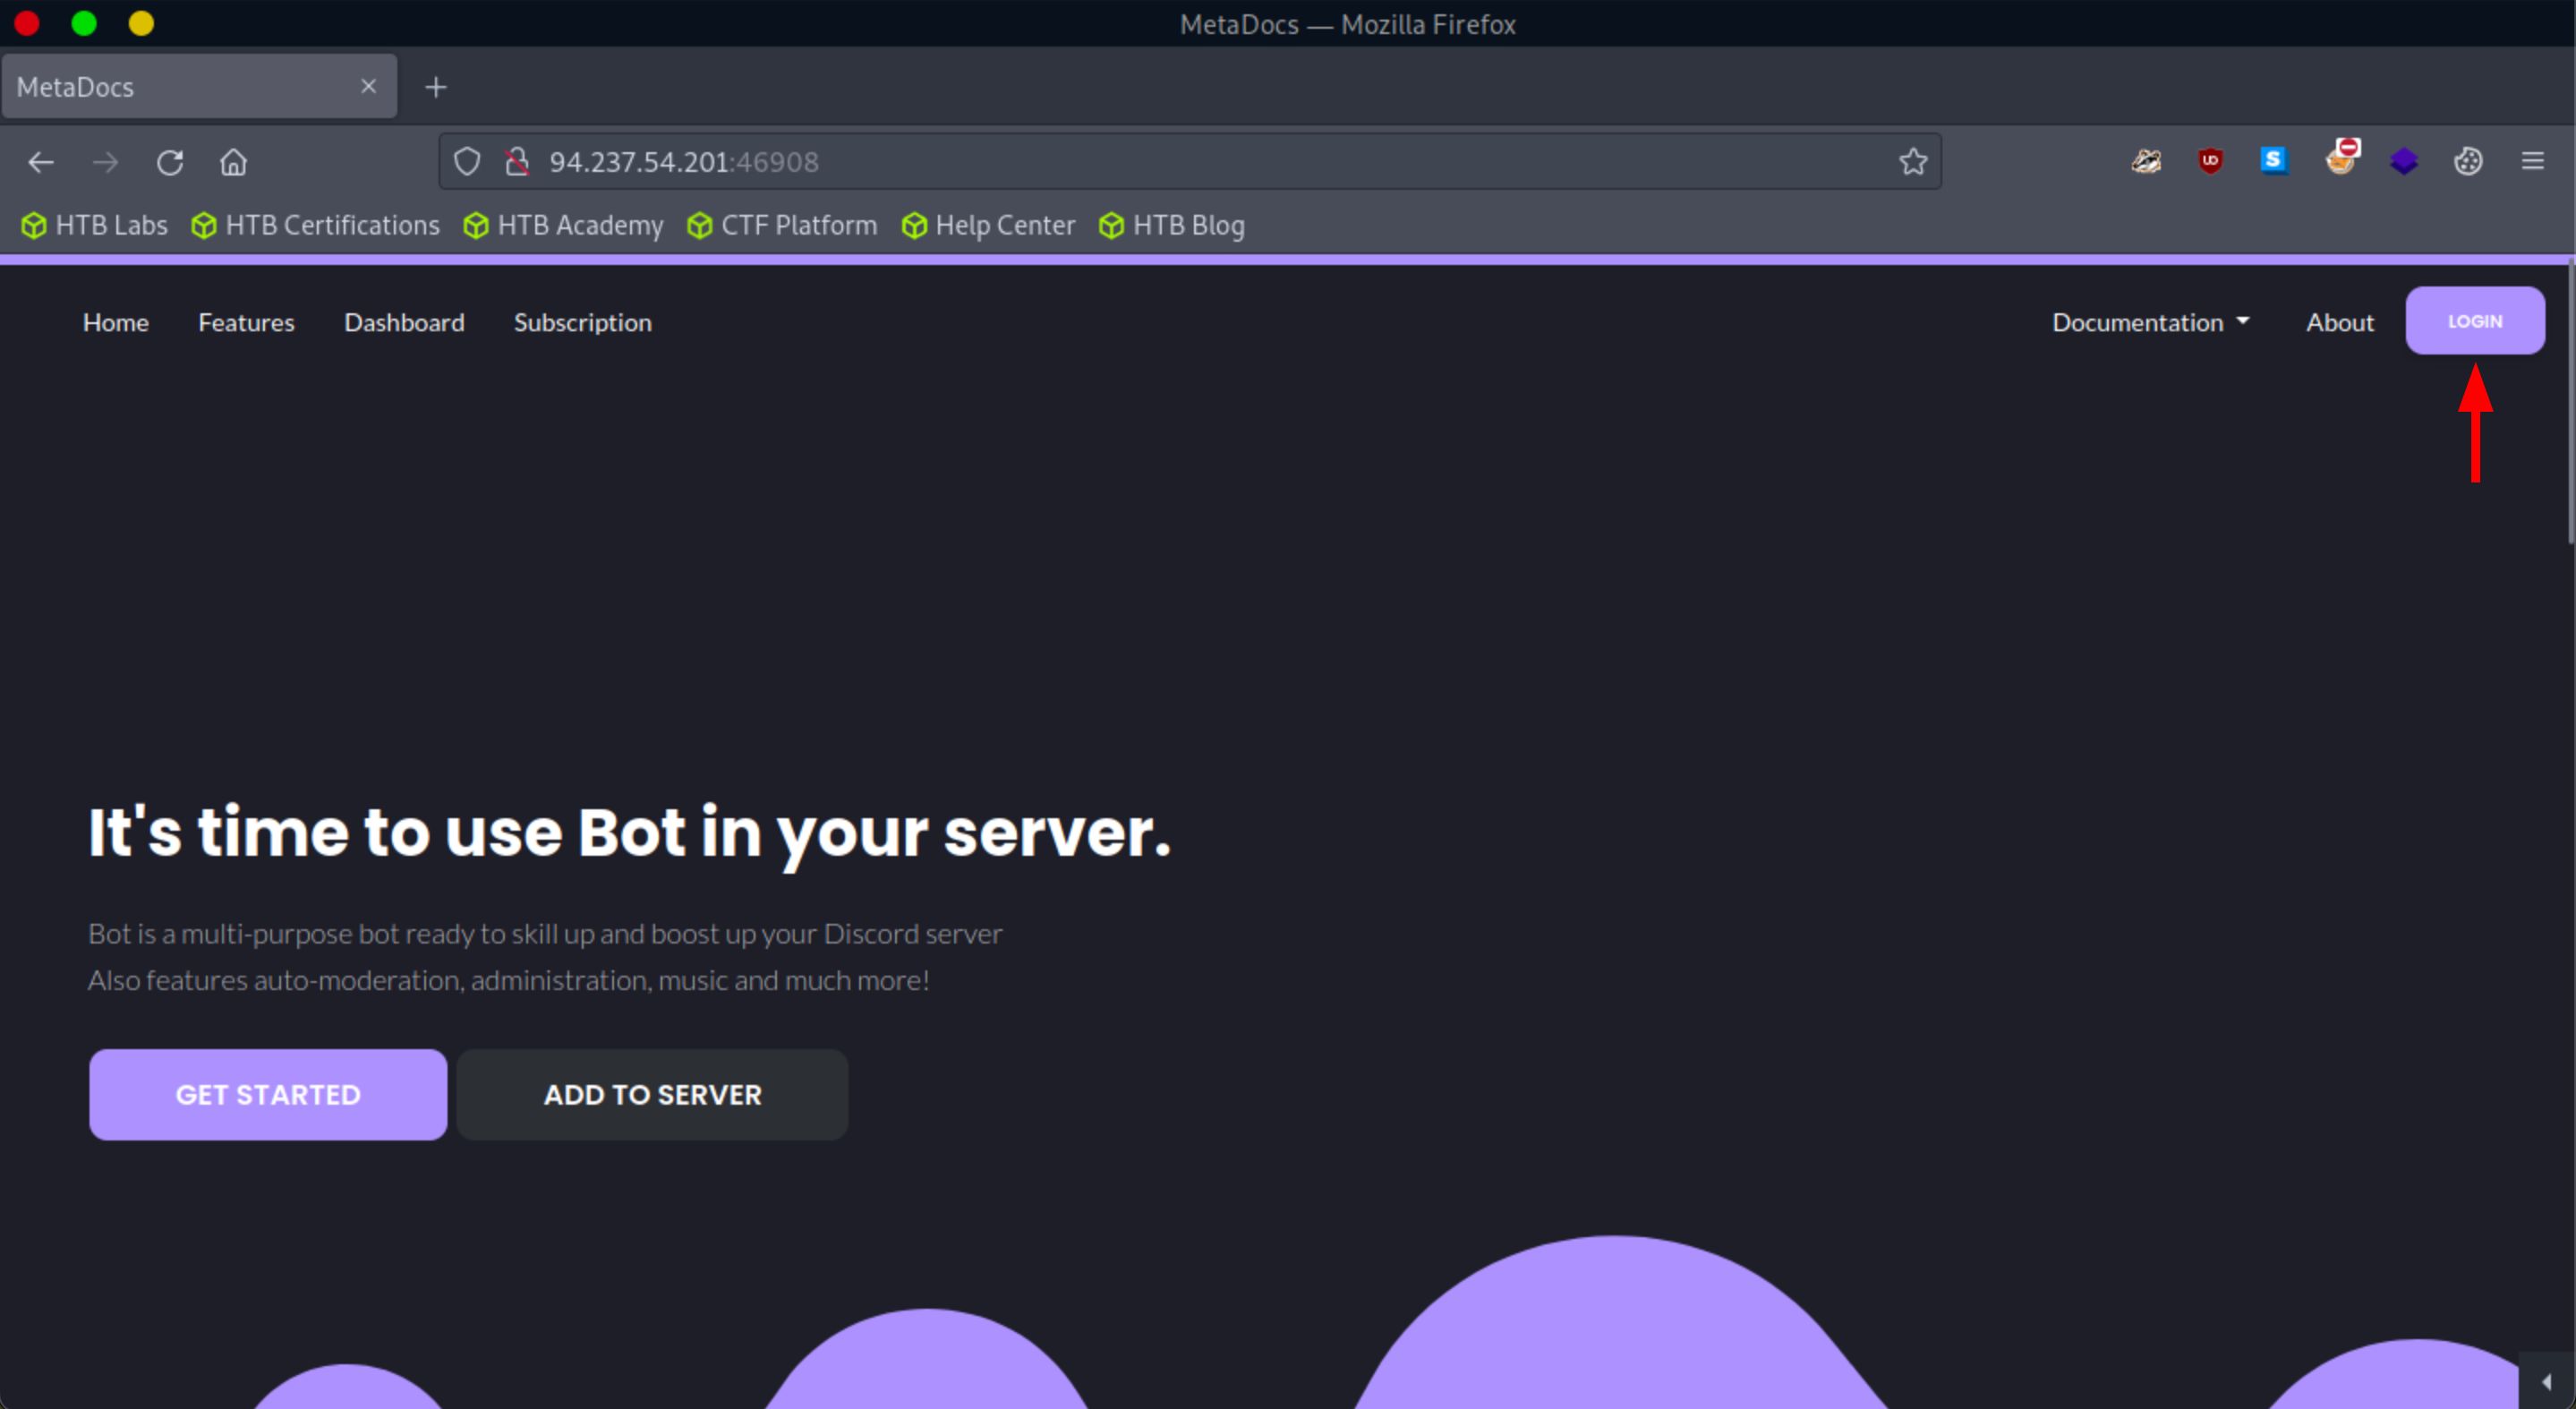 MetaDocs — Mozilla Firefox
MetaDocs
94.237.54.201:46908
HTB Labs HTB Certifications HTB Academy CTF Platform Help Center HTB Blog
Home Features Dashboard Subscription Documentation About LOGIN
It's time to use Bot in your server.
Bot is a multi-purpose bot ready to skill up and boost up your Discord server
Also features auto-moderation, administration, music and much more!
GET STARTED ADD TO SERVER